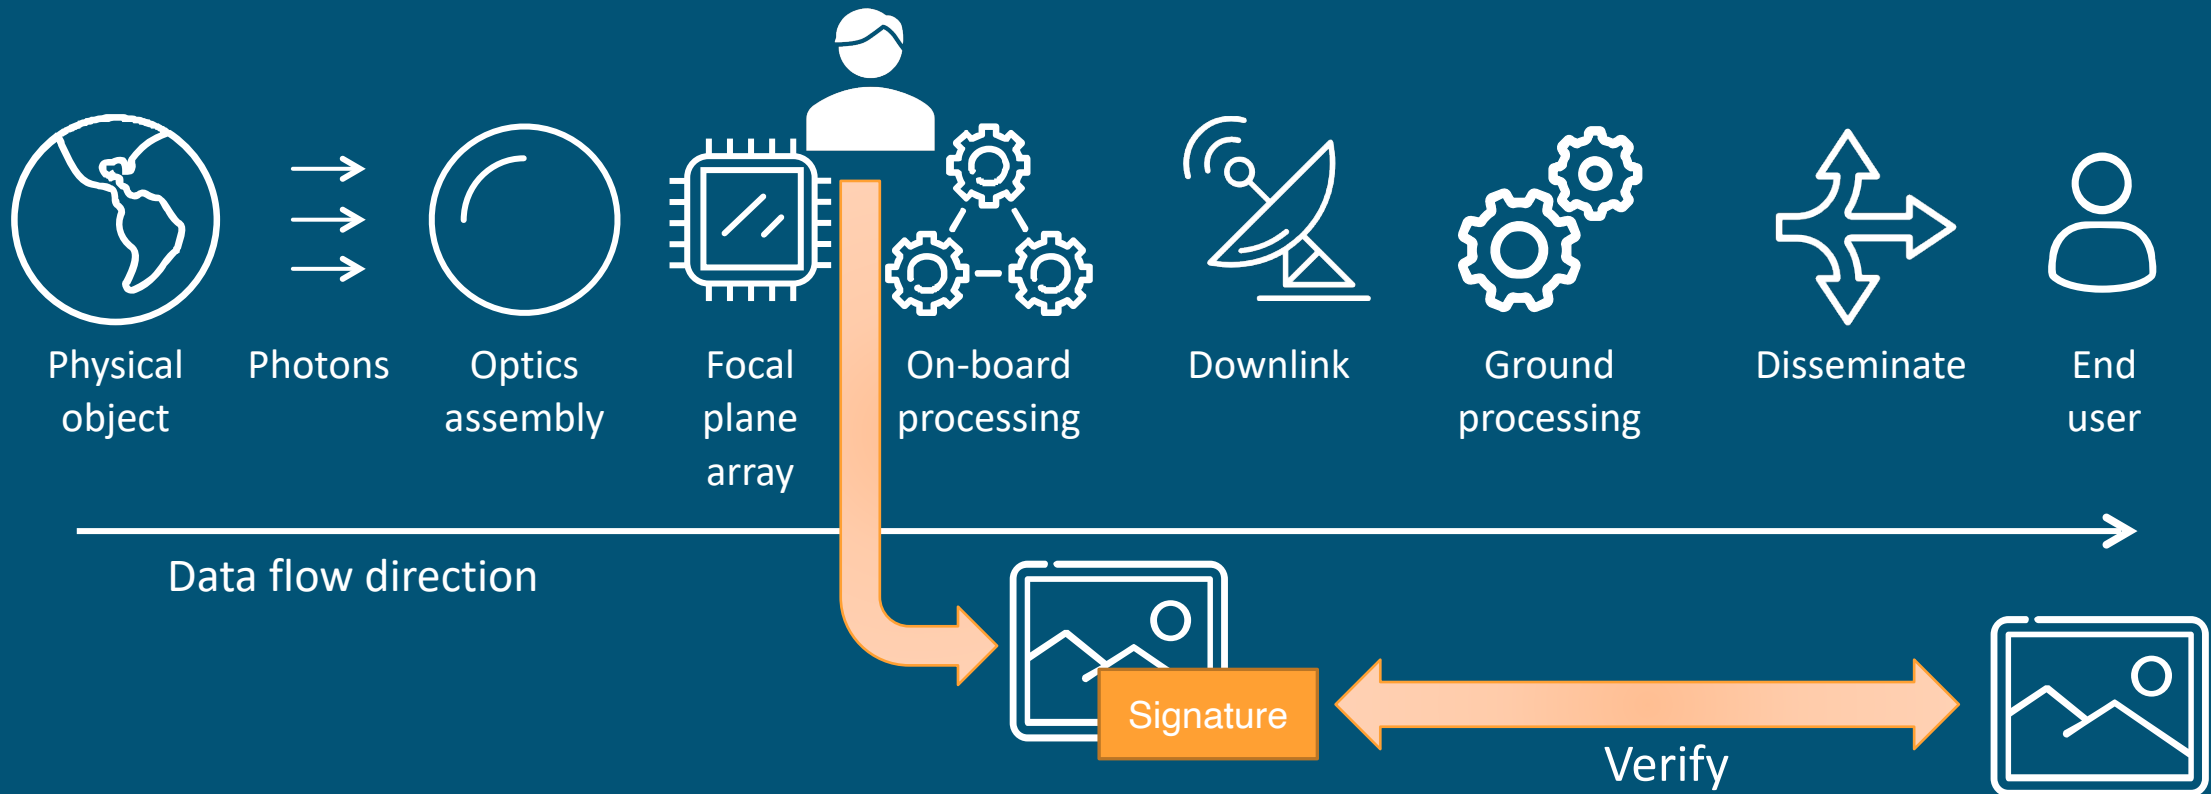 Physical
object
Photons
Optics
assembly
Focal
plane
array
On-board
processing
Downlink
Ground
processing
Disseminate
End
user
Data flow direction
Signature
Verify